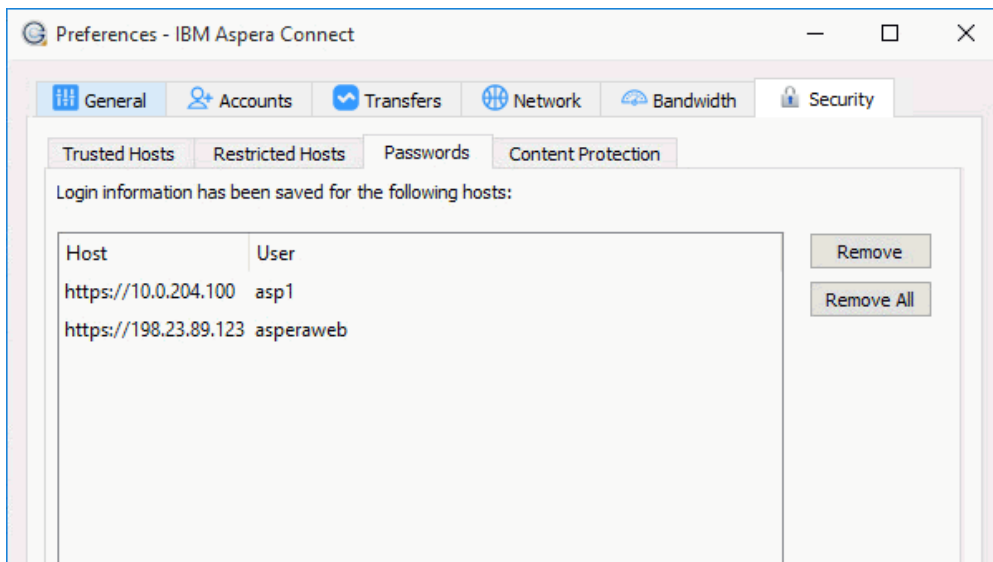 Preferences - IBM Aspera Connect
General Accounts Transfers Network Bandwidth Security
Trusted Hosts Restricted Hosts Passwords Content Protection
Login information has been saved for the following hosts:
Host User
https://10.0.204.100 asp1
https://198.23.89.123 asperaweb
Remove
Remove All